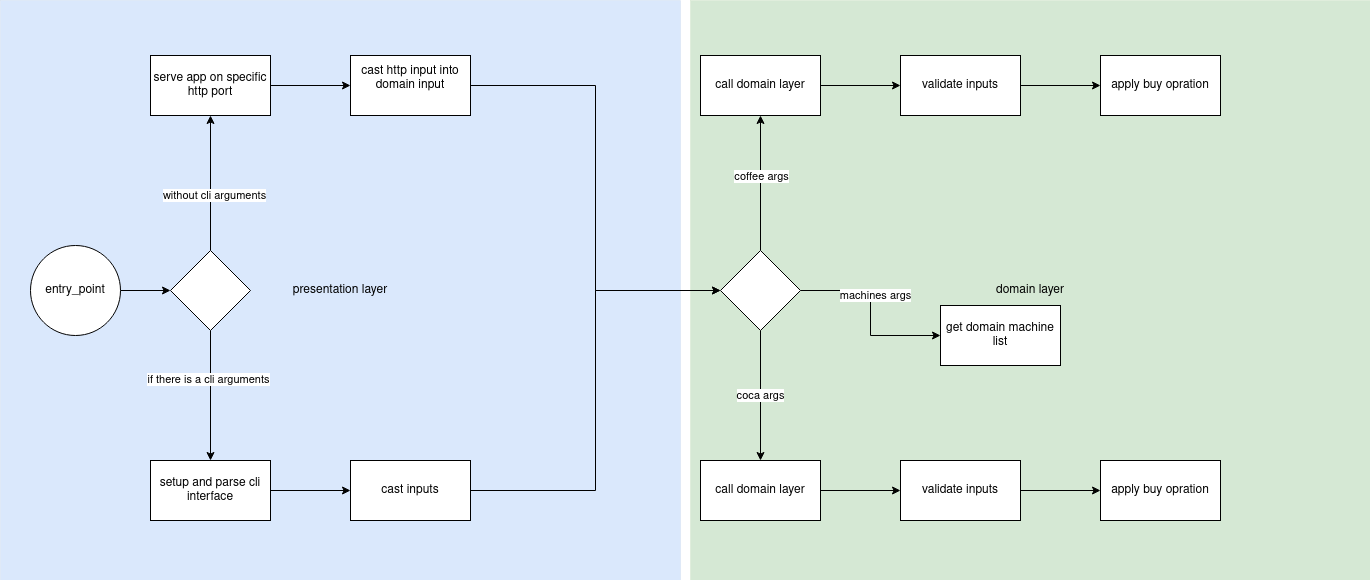 serve app on specific
http port
cast http input into
domain input
call domain layer
validate inputs
apply buy opration
without cli arguments
coffee args
entry_point
presentation layer
machines args
domain layer
get domain machine
list
if there is a cli arguments
coca args
setup and parse cli
interface
cast inputs
call domain layer
validate inputs
apply buy opration